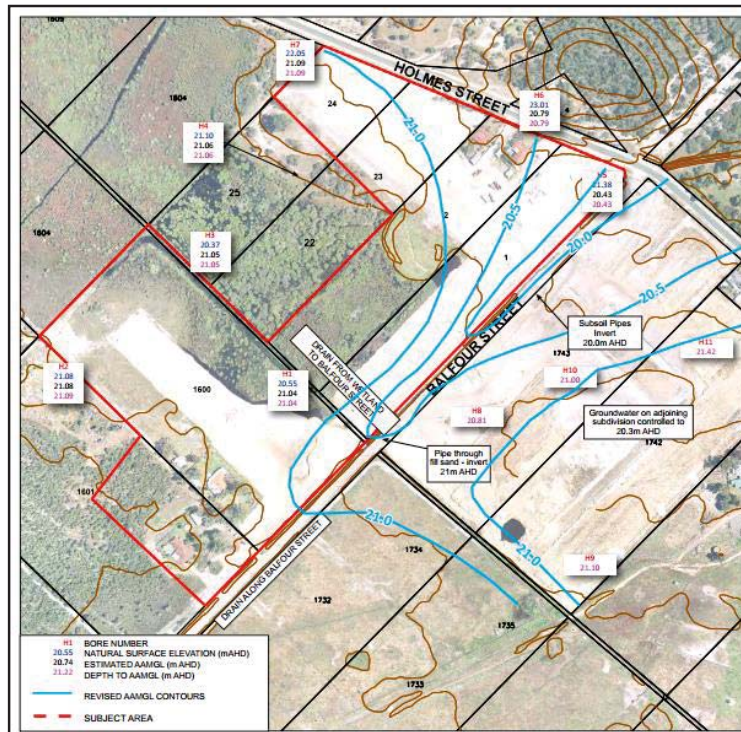 1604
H7
22.05
21.09
21.09
HOLMES STREET
4
24
21.0
H6
23.01
20.79
20.79
1604
H4
21.10
21.06
21.06
23
25
2
H5
21.38
20.43
20.43
20.5
20.0
1604
H3
20.37
21.05
21.05
22
1
20.5
Subsoil Pipes
Invert
20.0m AHD
BALFOUR STREET
DRAIN FROM WETLAND
TO BALFOUR STREET
1743
H11
21.42
H2
21.08
21.08
21.09
1600
H1
20.55
21.04
21.04
H10
21.00
H8
20.81
Groundwater on adjoining
subdivision controlled to
20.3m AHD
1742
Pipe through
fill sand - invert
21m AHD
1601
21.0
21.0
H9
21.10
1734
DRAIN ALONG BALFOUR STREET
1732
1735
1733
H1 BORE NUMBER
20.55 NATURAL SURFACE ELEVATION (mAHD)
20.74 ESTIMATED AAMGL (m AHD)
21.22 DEPTH TO AAMGL (m AHD)
REVISED AAMGL CONTOURS
SUBJECT AREA